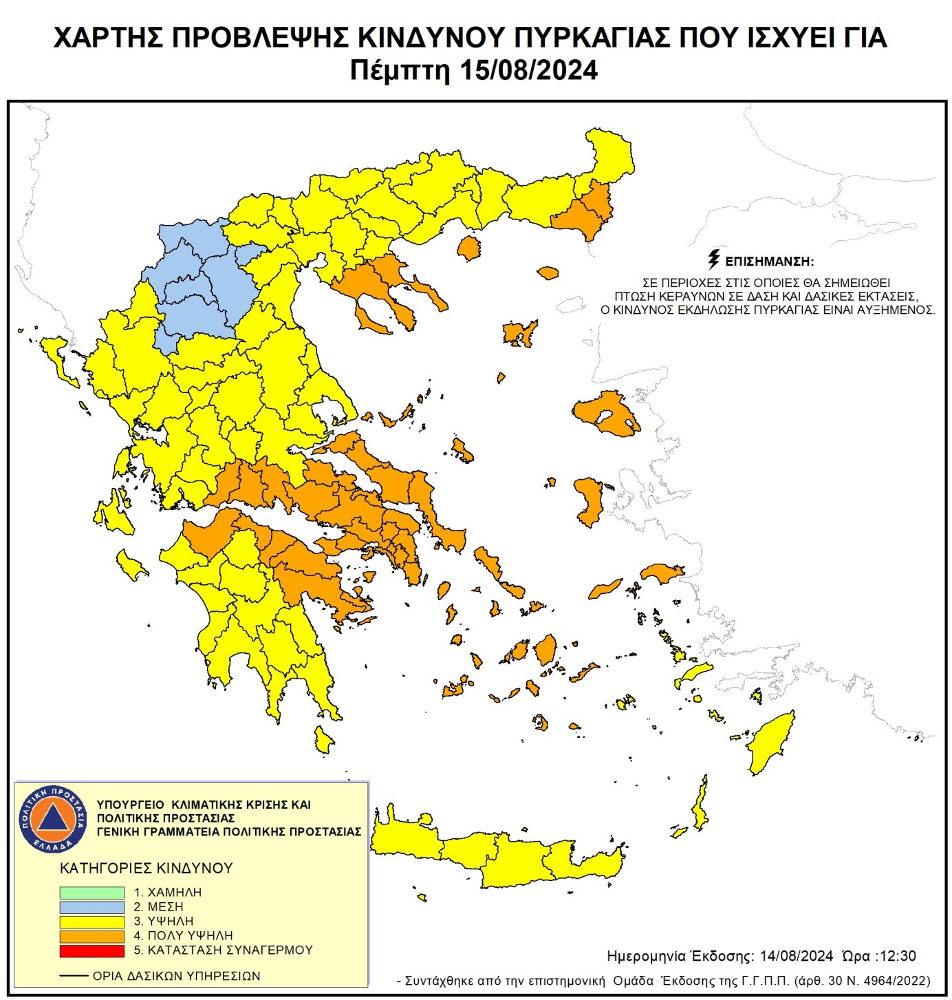 ΧΑΡΤΗΣ ΠΡΟΒΛΕΨΗΣ ΚΙΝΔΥΝΟΥ ΠΥΡΚΑΓΙΑΣ ΠΟΥ ΙΣΧΥΕΙ ΓΙΑ
Πέμπτη 15/08/2024
ΕΠΙΣΗΜΑΝΣΗ:
ΣΕ ΠΕΡΙΟΧΕΣ ΣΤΙΣ ΟΠΟΙΕΣ ΘΑ ΣΗΜΕΙΩΘΕΙ
ΠΤΩΣΗ ΚΕΡΑΥΝΩΝ ΣΕ ΔΑΣΗ ΚΑΙ ΔΑΣΙΚΕΣ ΕΚΤΑΣΕΙΣ,
Ο ΚΙΝΔΥΝΟΣ ΕΚΔΗΛΩΣΗΣ ΠΥΡΚΑΓΙΑΣ ΕΙΝΑΙ ΑΥΞΗΜΕΝΟΣ.
ΠΟΛΙΤΙΚΗ ΠΡΟΣΤΑΣΙΑ
ΕΛΛΑΔΑ
ΥΠΟΥΡΓΕΙΟ ΚΛΙΜΑΤΙΚΗΣ ΚΡΙΣΗΣ ΚΑΙ
ΠΟΛΙΤΙΚΗΣ ΠΡΟΣΤΑΣΙΑΣ
ΓΕΝΙΚΗ ΓΡΑΜΜΑΤΕΙΑ ΠΟΛΙΤΙΚΗΣ ΠΡΟΣΤΑΣΙΑΣ
ΚΑΤΗΓΟΡΙΕΣ ΚΙΝΔΥΝΟΥ
1. ΧΑΜΗΛΗ
2. ΜΕΣΗ
3. ΥΨΗΛΗ
4. ΠΟΛΥ ΥΨΗΛΗ
5. ΚΑΤΑΣΤΑΣΗ ΣΥΝΑΓΕΡΜΟΥ
ΟΡΙΑ ΔΑΣΙΚΩΝ ΥΠΗΡΕΣΙΩΝ
Ημερομηνία Έκδοσης: 14/08/2024 Ώρα :12:30
- Συντάχθηκε από την επιστημονική Ομάδα Έκδοσης της Γ.Γ.Π.Π. (άρθ. 30 Ν. 4964/2022)